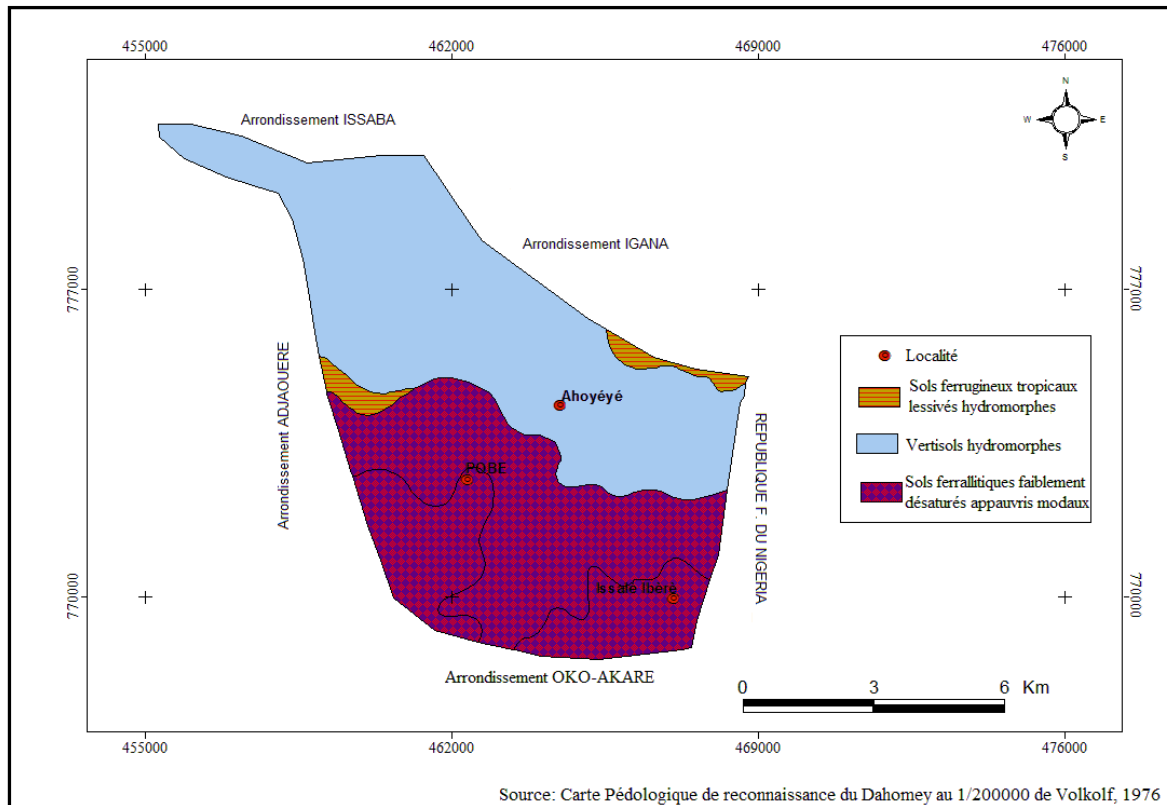 455000 462000 469000 476000
N
W E
S
Arrondissement ISSABA
Arrondissement IGANA
777000 777000
Arrondissement ADJAOUERE
REPUBLIQUE F. DU NIGERIA
Ahoyéyé
POBE
Issalé Ibéré
Localité
Sols ferrugineux tropicaux
lessivés hydromorphes
Vertisols hydromorphes
Sols ferrallitiques faiblement
désaturés appauvris modaux
770000 770000
Arrondissement OKO-AKARE
0 3 6 Km
455000 462000 469000 476000
Source: Carte Pédologique de reconnaissance du Dahomey au 1/200000 de Volkolf, 1976